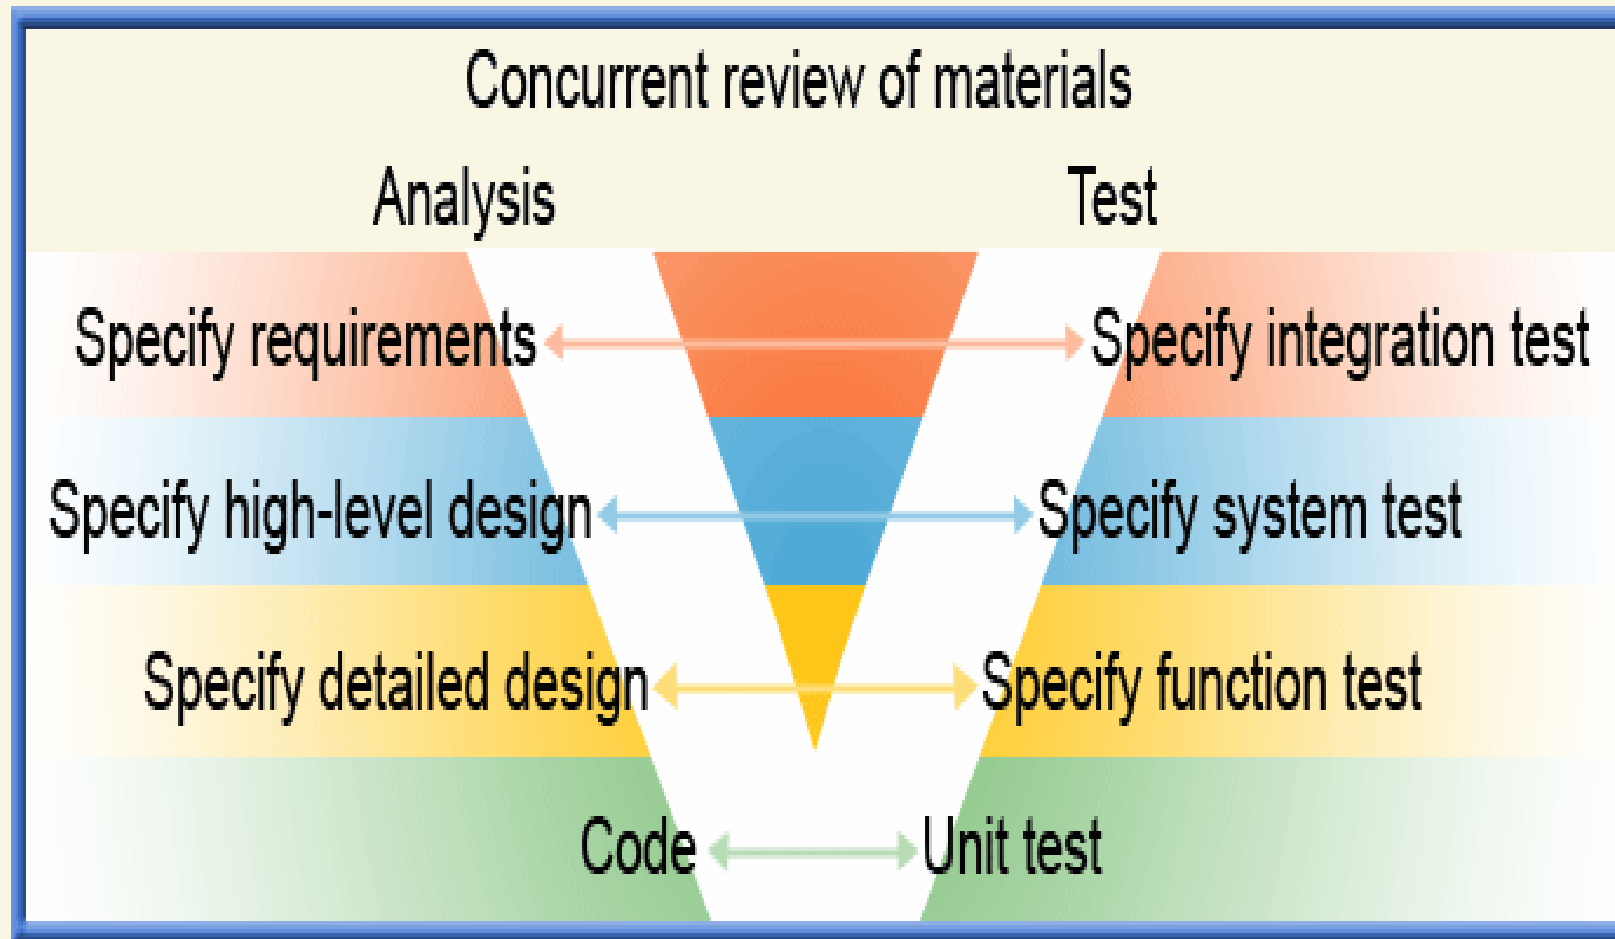 Concurrent review of materials
Analysis Test
Specify requirements Specify integration test
Specify high-level design Specify system test
Specify detailed design Specify function test
Code Unit test